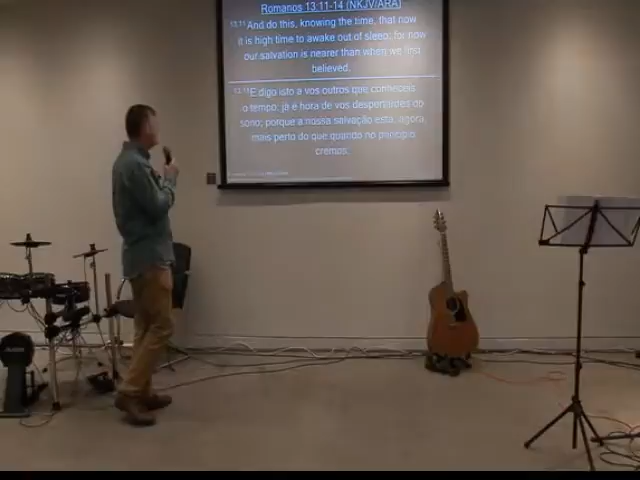 Romanos 13:11-14 (NKJV/ARA)
13:11 And do this, knowing the time, that now
it is high time to awake out of sleep; for now
our salvation is nearer than when we first
believed.
13:11 E digo isto a vós outros que conheceis
o tempo: já é hora de vos despertardes do
sono; porque a nossa salvação está, agora,
mais perto do que quando no princípio
cremos.